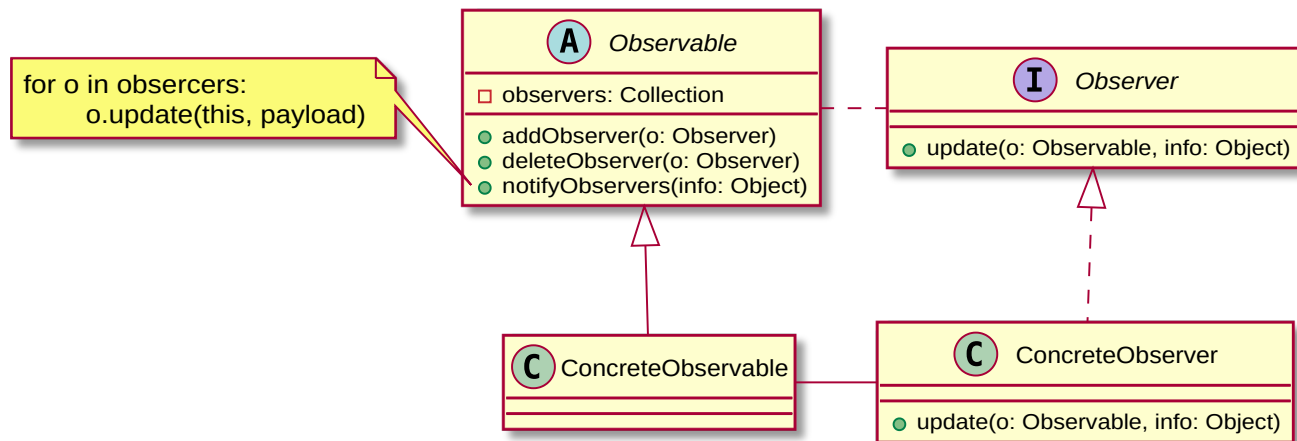 for o in obsercers:
o.update(this, payload)
A Observable
observers: Collection
addObserver(o: Observer)
deleteObserver(o: Observer)
notifyObservers(info: Object)
I Observer
update(o: Observable, info: Object)
C ConcreteObservable
C ConcreteObserver
update(o: Observable, info: Object)